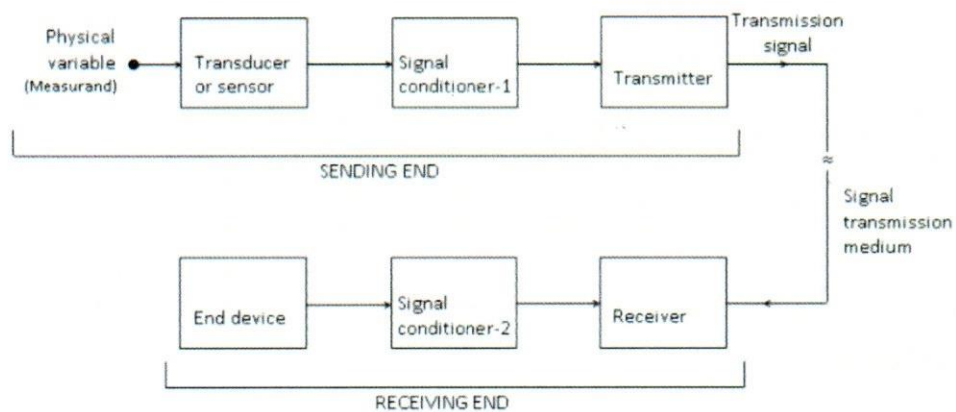 Physical
variable
(Measurand)
Transducer
or sensor
Signal
conditioner-1
Transmitter
Transmission
signal
SENDING END
≈
Signal
transmission
medium
End device
Signal
conditioner-2
Receiver
RECEIVING END